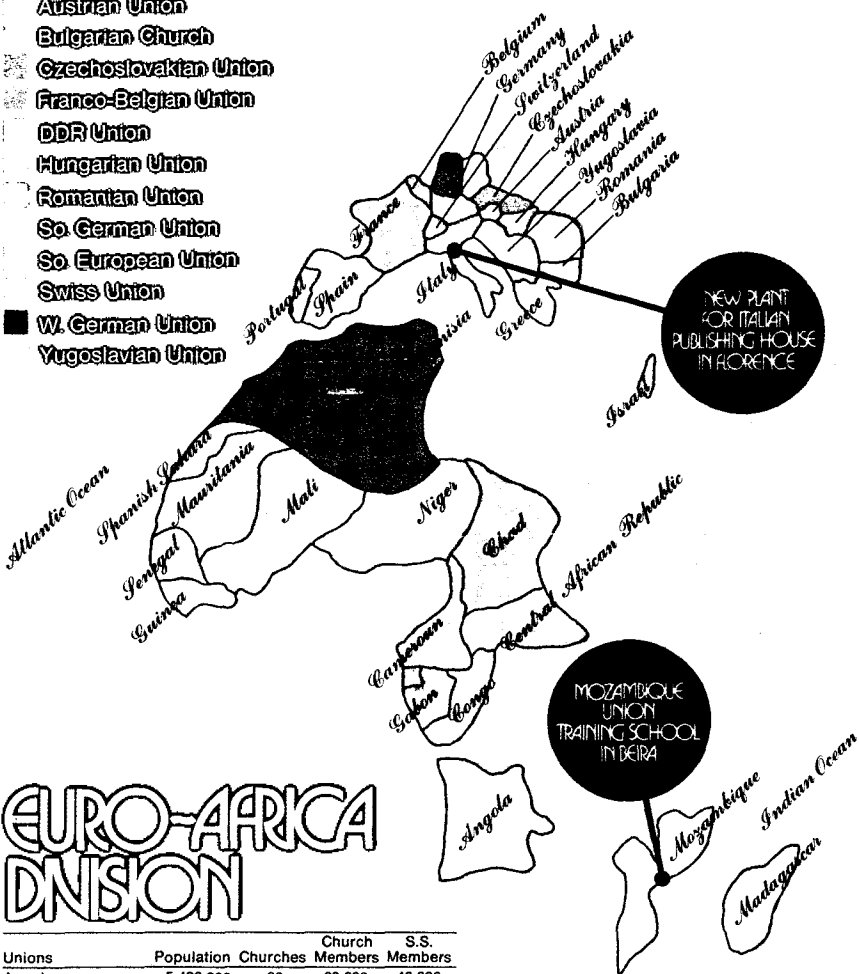 Austrian Union
Bulgarian Church
Czechoslovakian Union
Franco-Belgian Union
DDR Union
Hungarian Union
Romanian Union
So. German Union
So. European Union
Swiss Union
W. German Union
Yugoslavian Union
Belgium
Germany
Switzerland
Czechoslovakia
Austria
Hungary
Yugoslavia
Romania
Bulgaria
France
Portugal
Spain
Italy
Greece
NEW PLANT
FOR ITALIAN
PUBLISHING HOUSE
IN FLORENCE
Israel
Atlantic Ocean
Spanish Sahara
Mauritania
Mali
Niger
Chad
Senegal
Guinea
Central African Republic
Cameroun
Gabon
Congo
MOZAMBIQUE
UNION
TRAINING SCHOOL
IN BEIRA
Angola
Mozambique
Indian Ocean
Madagascar
EURO-AFRICA
DIVISION
Church S.S.
Unions Population Churches Members Members